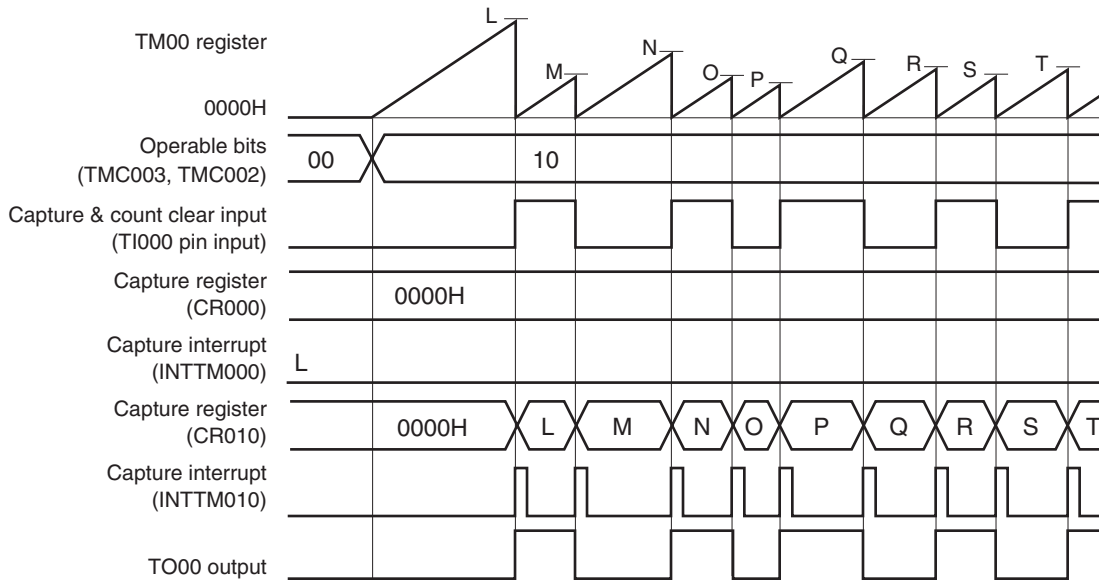 TM00 register
L
M
N
O
P
Q
R
S
T
0000H
Operable bits
(TMC003, TMC002)
00
10
Capture & count clear input
(TI000 pin input)
Capture register
(CR000)
0000H
Capture interrupt
(INTTM000)
L
Capture register
(CR010)
0000H
L
M
N
O
P
Q
R
S
T
Capture interrupt
(INTTM010)
TO00 output